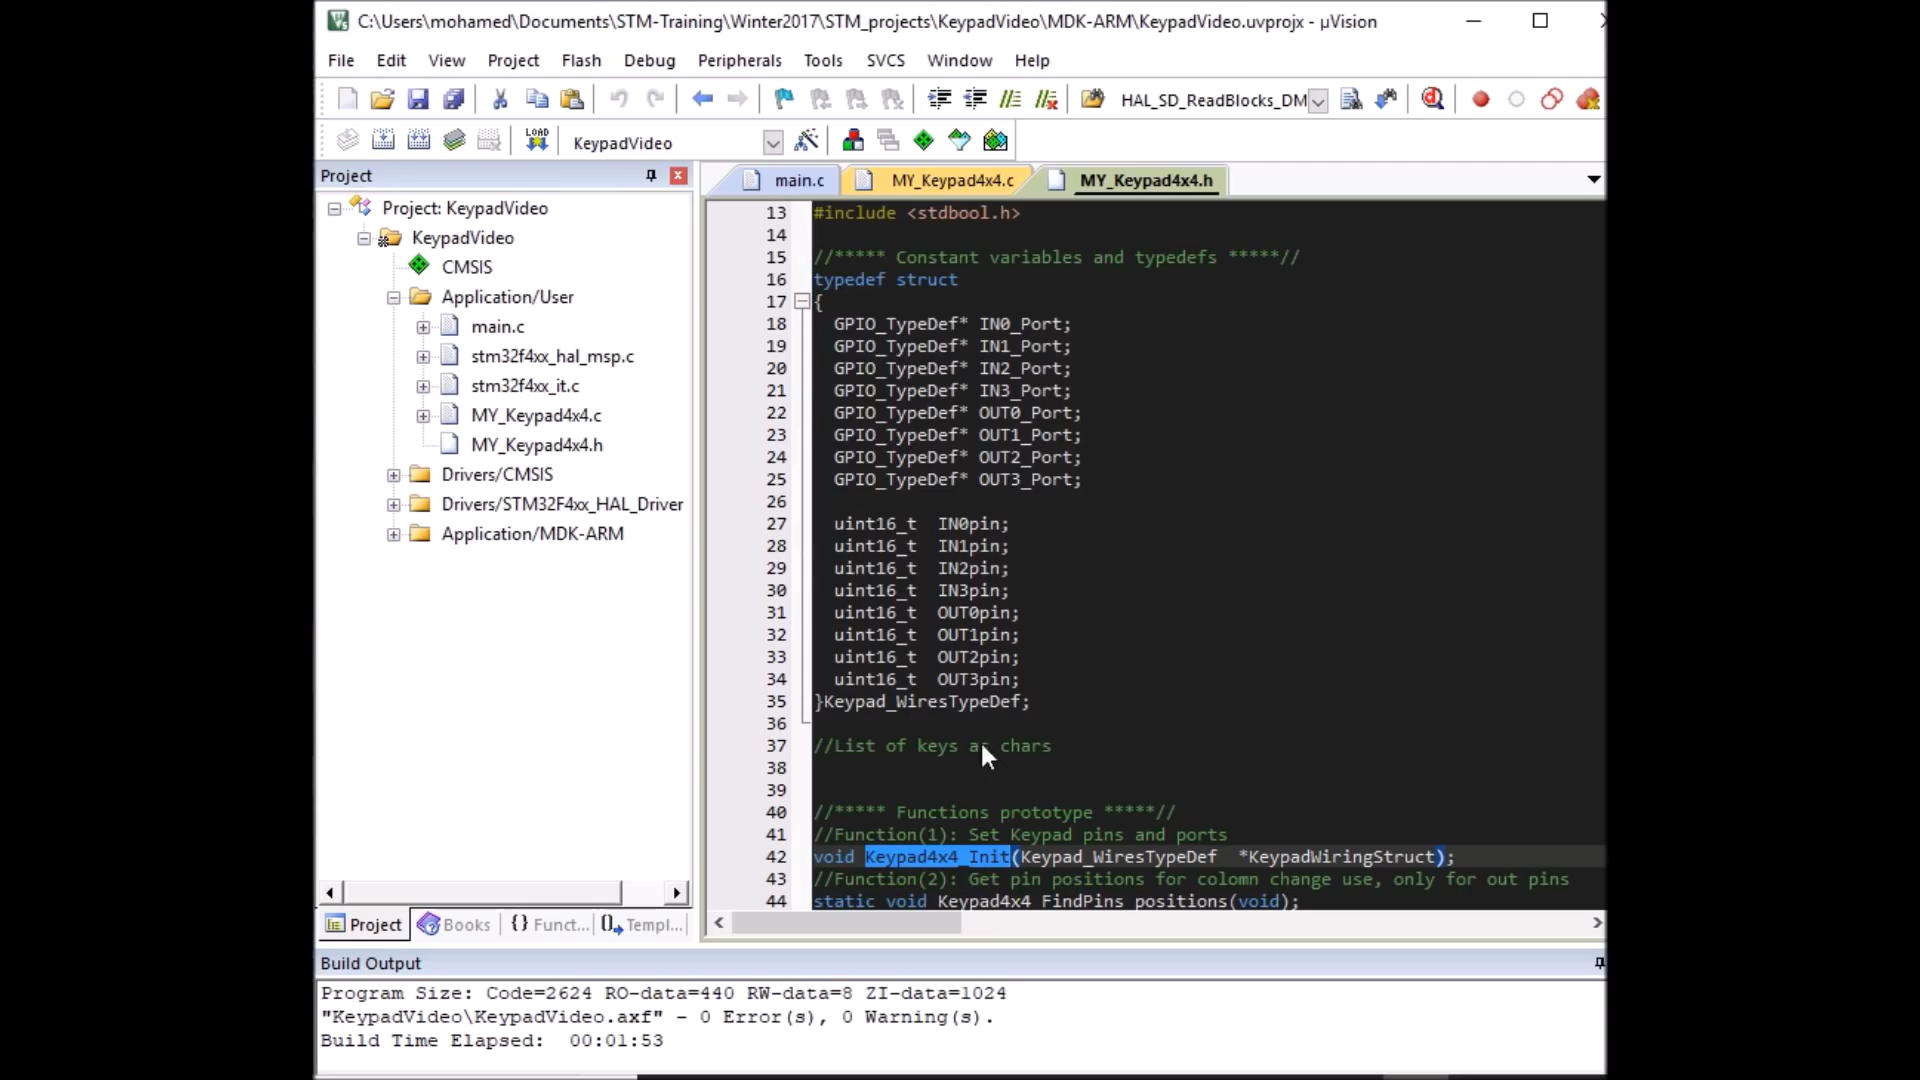 C:\Users\mohamed\Documents\STM-Training\Winter2017\STM_projects\KeypadVideo\MDK-ARM\KeypadVideo.uvprojx - µVision
File Edit View Project Flash Debug Peripherals Tools SVCS Window Help
HAL_SD_ReadBlocks_DM
LOAD KeypadVideo
Project
Project: KeypadVideo
KeypadVideo
CMSIS
Application/User
main.c
stm32f4xx_hal_msp.c
stm32f4xx_it.c
MY_Keypad4x4.c
MY_Keypad4x4.h
Drivers/CMSIS
Drivers/STM32F4xx_HAL_Driver
Application/MDK-ARM
Project Books {} Funct... Templ...
main.c MY_Keypad4x4.c MY_Keypad4x4.h
13 #include <stdbool.h>
14
15 //***** Constant variables and typedefs *****//
16 typedef struct
17 {
18 GPIO_TypeDef* IN0_Port;
19 GPIO_TypeDef* IN1_Port;
20 GPIO_TypeDef* IN2_Port;
21 GPIO_TypeDef* IN3_Port;
22 GPIO_TypeDef* OUT0_Port;
23 GPIO_TypeDef* OUT1_Port;
24 GPIO_TypeDef* OUT2_Port;
25 GPIO_TypeDef* OUT3_Port;
26
27 uint16_t IN0pin;
28 uint16_t IN1pin;
29 uint16_t IN2pin;
30 uint16_t IN3pin;
31 uint16_t OUT0pin;
32 uint16_t OUT1pin;
33 uint16_t OUT2pin;
34 uint16_t OUT3pin;
35 }Keypad_WiresTypeDef;
36
37 //List of keys as chars
38
39
40 //***** Functions prototype *****//
41 //Function(1): Set Keypad pins and ports
42 void Keypad4x4_Init(Keypad_WiresTypeDef *KeypadWiringStruct);
43 //Function(2): Get pin positions for colomn change use, only for out pins
44 static void Keypad4x4_FindPins_positions(void);
Build Output
Program Size: Code=2624 RO-data=440 RW-data=8 ZI-data=1024
"KeypadVideo\KeypadVideo.axf" - 0 Error(s), 0 Warning(s).
Build Time Elapsed: 00:01:53